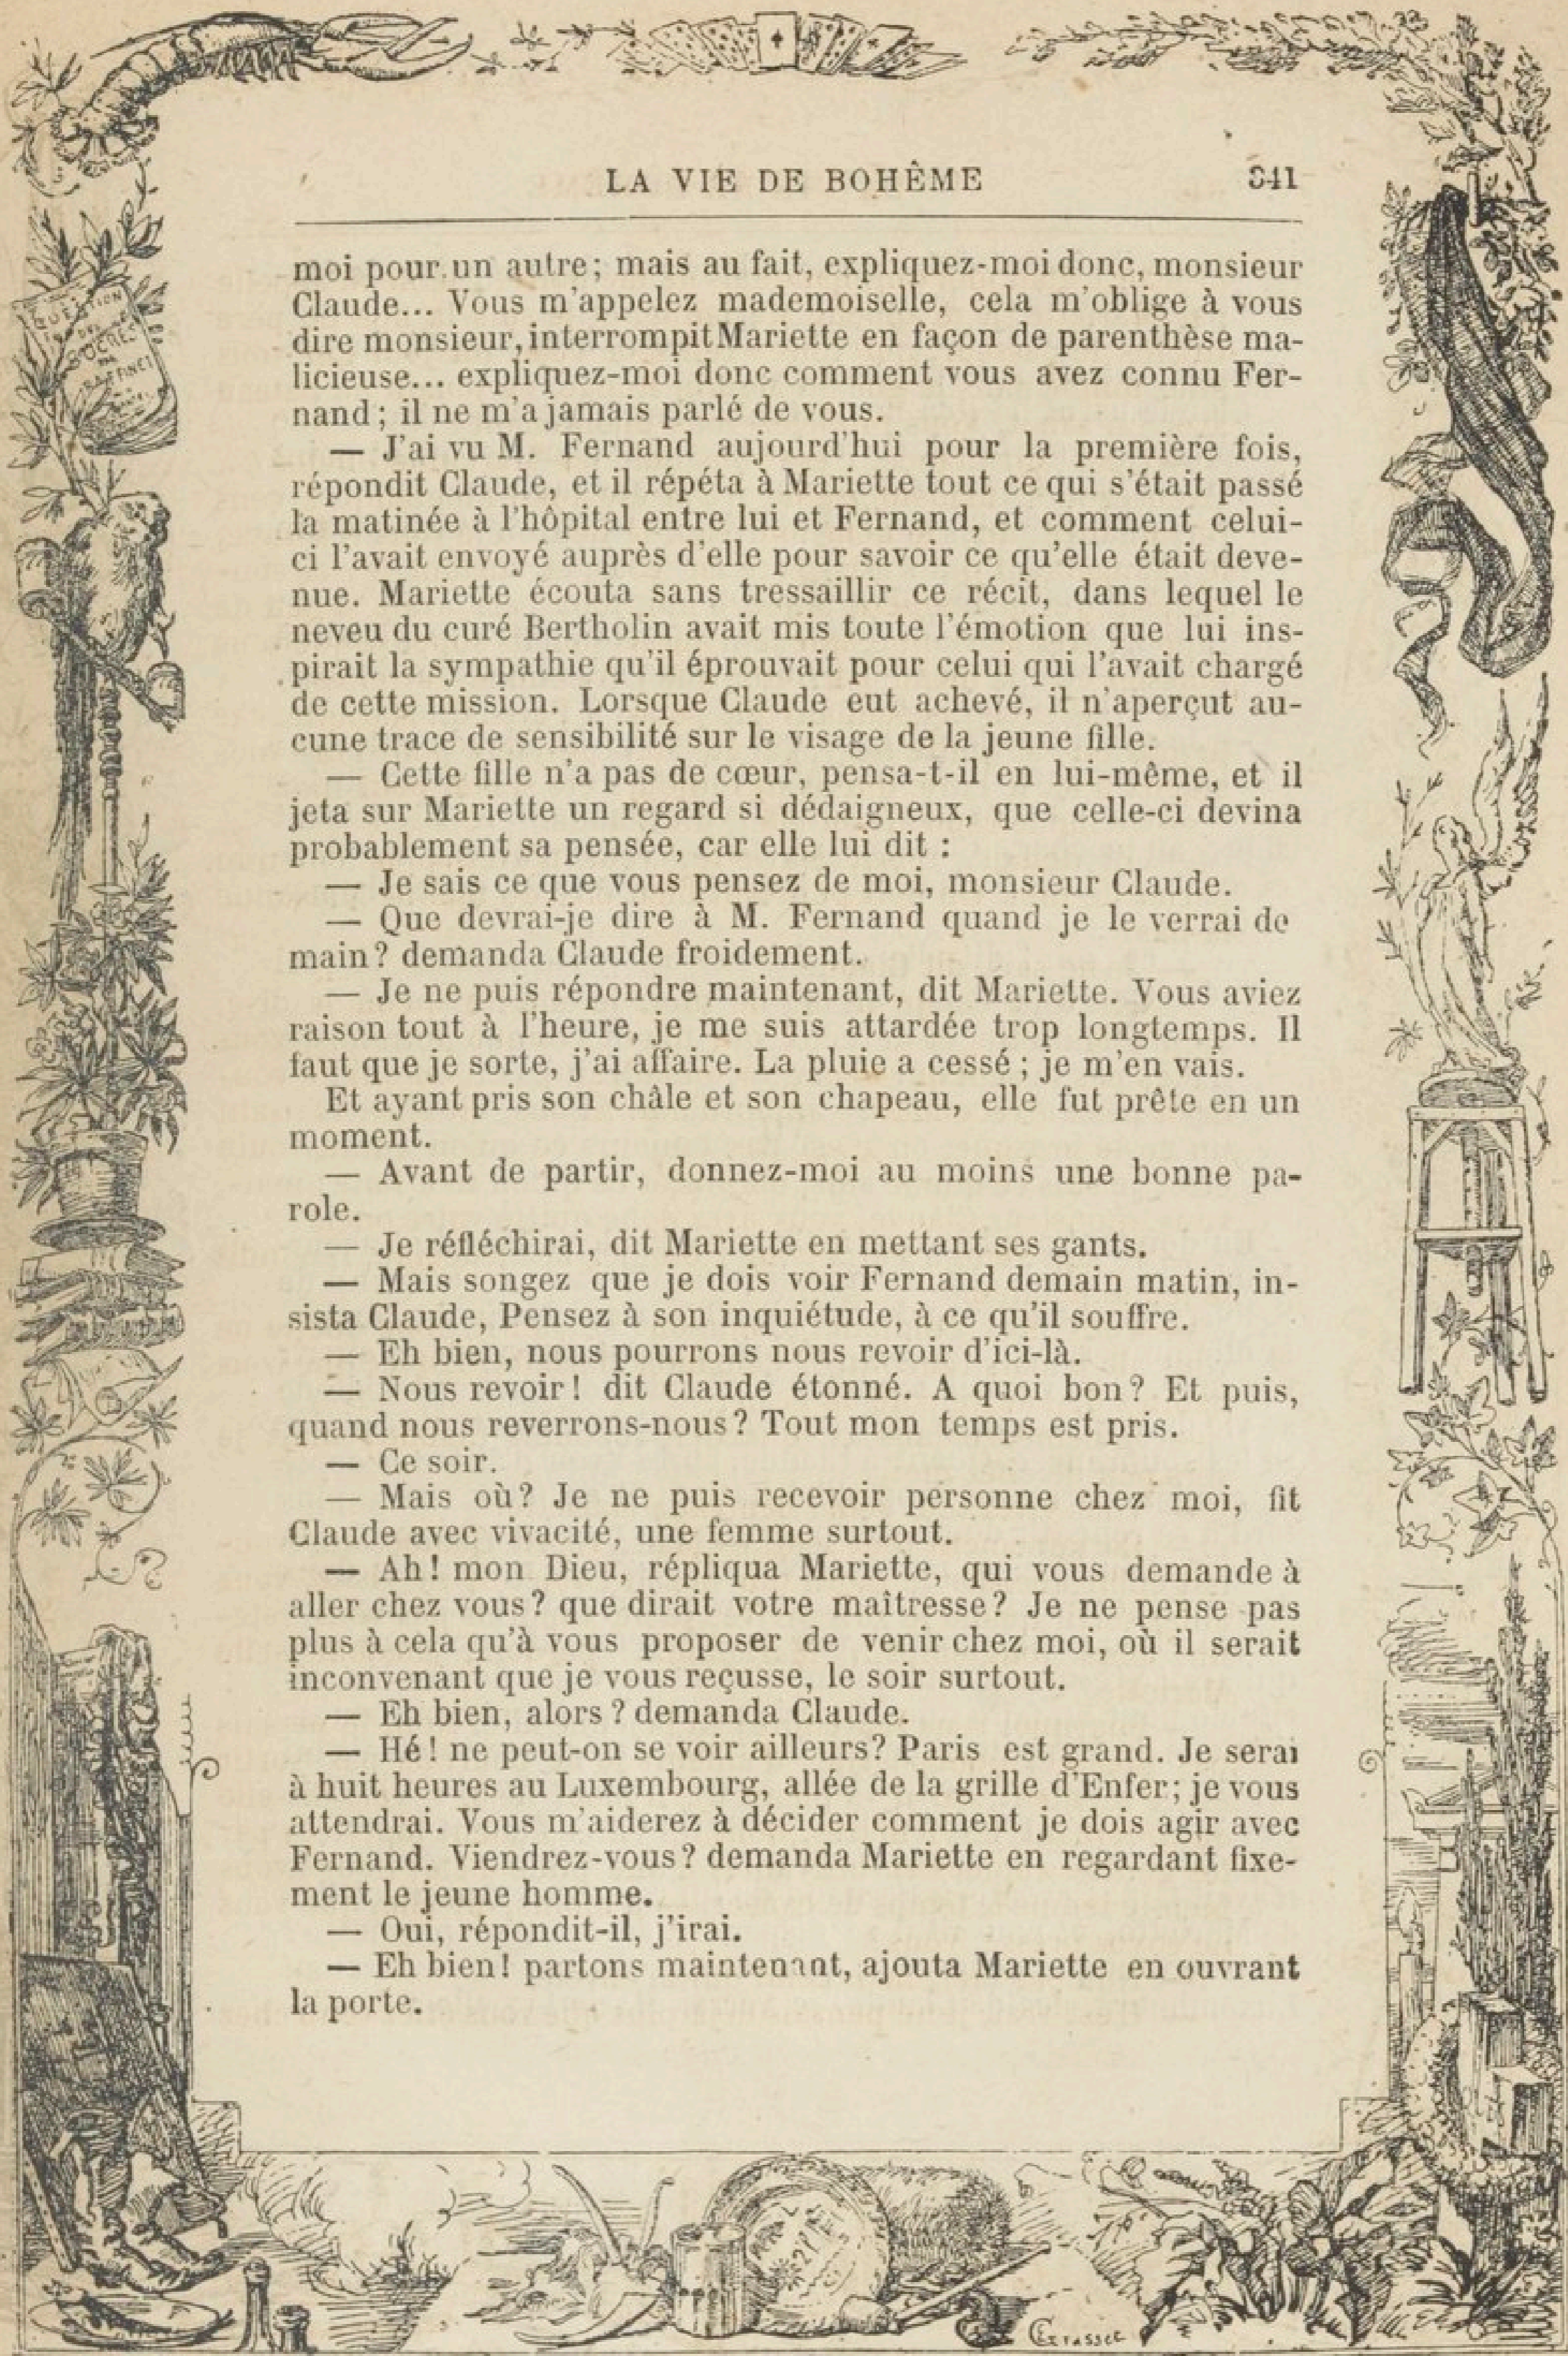 LA VIE DE BOHÊME 341
moi pour un autre; mais au fait, expliquez-moi donc, monsieur
Claude... Vous m'appelez mademoiselle, cela m'oblige à vous
dire monsieur, interrompit Mariette en façon de parenthèse ma-
licieuse... expliquez-moi donc comment vous avez connu Fer-
nand; il ne m'a jamais parlé de vous.
— J'ai vu M. Fernand aujourd'hui pour la première fois,
répondit Claude, et il répéta à Mariette tout ce qui s'était passé
la matinée à l'hôpital entre lui et Fernand, et comment celui-
ci l'avait envoyé auprès d'elle pour savoir ce qu'elle était deve-
nue. Mariette écouta sans tressaillir ce récit, dans lequel le
neveu du curé Bertholin avait mis toute l'émotion que lui ins-
pirait la sympathie qu'il éprouvait pour celui qui l'avait chargé
de cette mission. Lorsque Claude eut achevé, il n'aperçut au-
cune trace de sensibilité sur le visage de la jeune fille.
— Cette fille n'a pas de cœur, pensa-t-il en lui-même, et il
jeta sur Mariette un regard si dédaigneux, que celle-ci devina
probablement sa pensée, car elle lui dit :
— Je sais ce que vous pensez de moi, monsieur Claude.
— Que devrai-je dire à M. Fernand quand je le verrai de
main? demanda Claude froidement.
— Je ne puis répondre maintenant, dit Mariette. Vous aviez
raison tout à l'heure, je me suis attardée trop longtemps. Il
faut que je sorte, j'ai affaire. La pluie a cessé ; je m'en vais.
Et ayant pris son châle et son chapeau, elle fut prête en un
moment.
— Avant de partir, donnez-moi au moins une bonne pa-
role.
— Je réfléchirai, dit Mariette en mettant ses gants.
— Mais songez que je dois voir Fernand demain matin, in-
sista Claude, Pensez à son inquiétude, à ce qu'il souffre.
— Eh bien, nous pourrons nous revoir d'ici-là.
— Nous revoir! dit Claude étonné. A quoi bon? Et puis,
quand nous reverrons-nous? Tout mon temps est pris.
— Ce soir.
— Mais où? Je ne puis recevoir personne chez moi, fit
Claude avec vivacité, une femme surtout.
— Ah! mon Dieu, répliqua Mariette, qui vous demande à
aller chez vous? que dirait votre maîtresse? Je ne pense pas
plus à cela qu'à vous proposer de venir chez moi, où il serait
inconvenant que je vous reçusse, le soir surtout.
— Eh bien, alors ? demanda Claude.
— Hé! ne peut-on se voir ailleurs? Paris est grand. Je serai
à huit heures au Luxembourg, allée de la grille d'Enfer; je vous
attendrai. Vous m'aiderez à décider comment je dois agir avec
Fernand. Viendrez-vous? demanda Mariette en regardant fixe-
ment le jeune homme.
— Oui, répondit-il, j'irai.
— Eh bien! partons maintenant, ajouta Mariette en ouvrant
la porte.